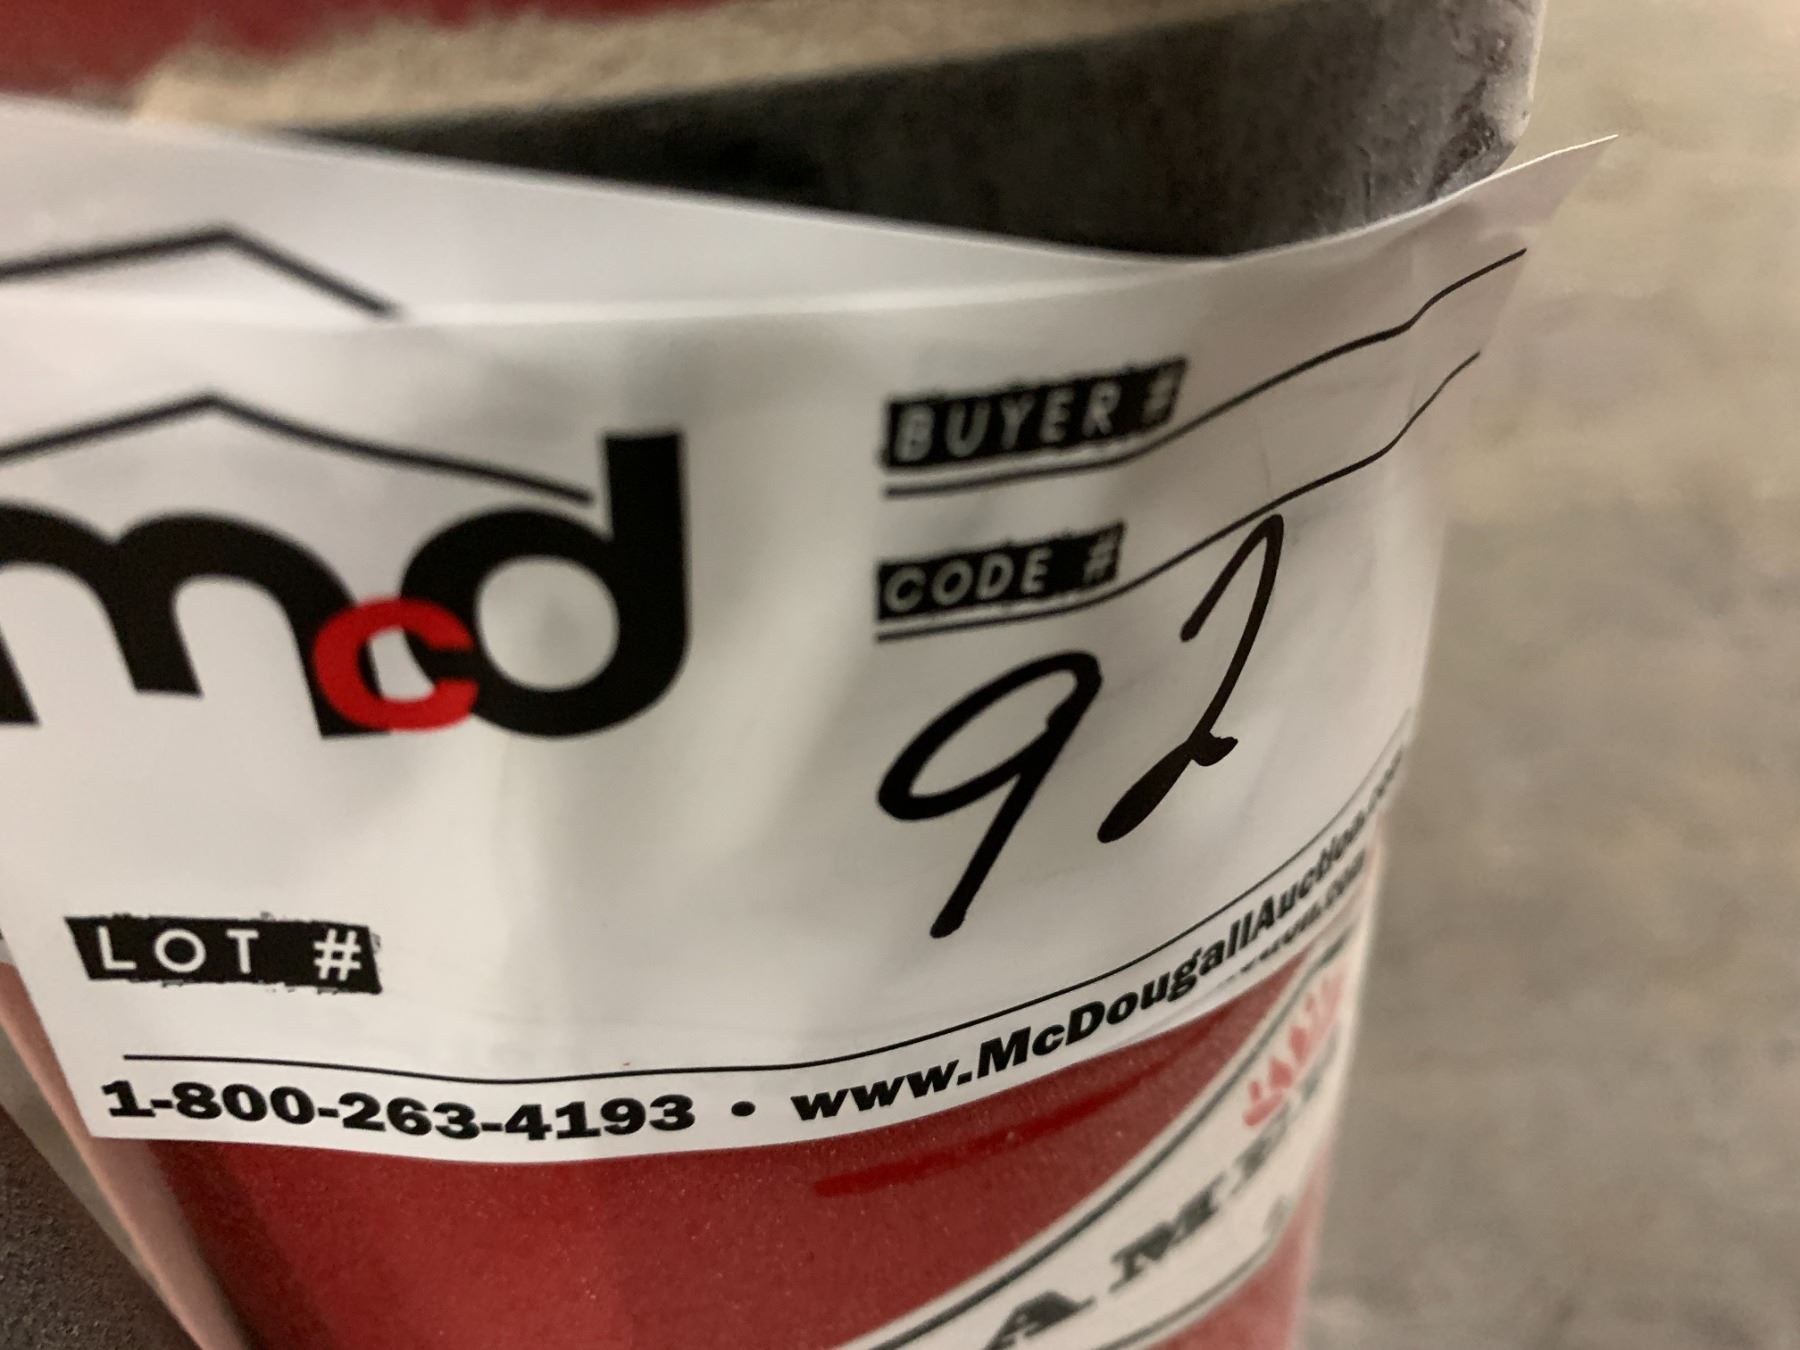 mcd
BUYER #
CODE #
92
LOT #
1-800-263-4193 • www.McDougallAuction.com